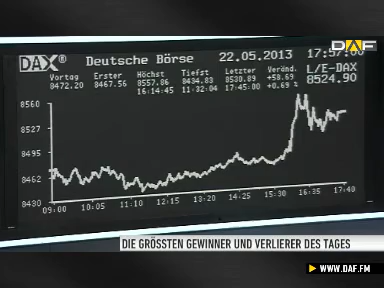 DAX® Deutsche Börse 22.05.2013 17:57:00
DAF
Vortag Erster Höchst Tiefst Letzter Veränd. L/E-DAX
8472.20 8467.56 8557.86 8434.83 8530.89 +58.69 8524.90
16:14:45 11:32:04 17:45:00 +0.69 %
8560
8527
8495
8462
8430
09:00 10:05 11:10 12:15 13:20 14:25 15:30 16:35 17:40
DIE GRÖSSTEN GEWINNER UND VERLIERER DES TAGES
WWW.DAF.FM